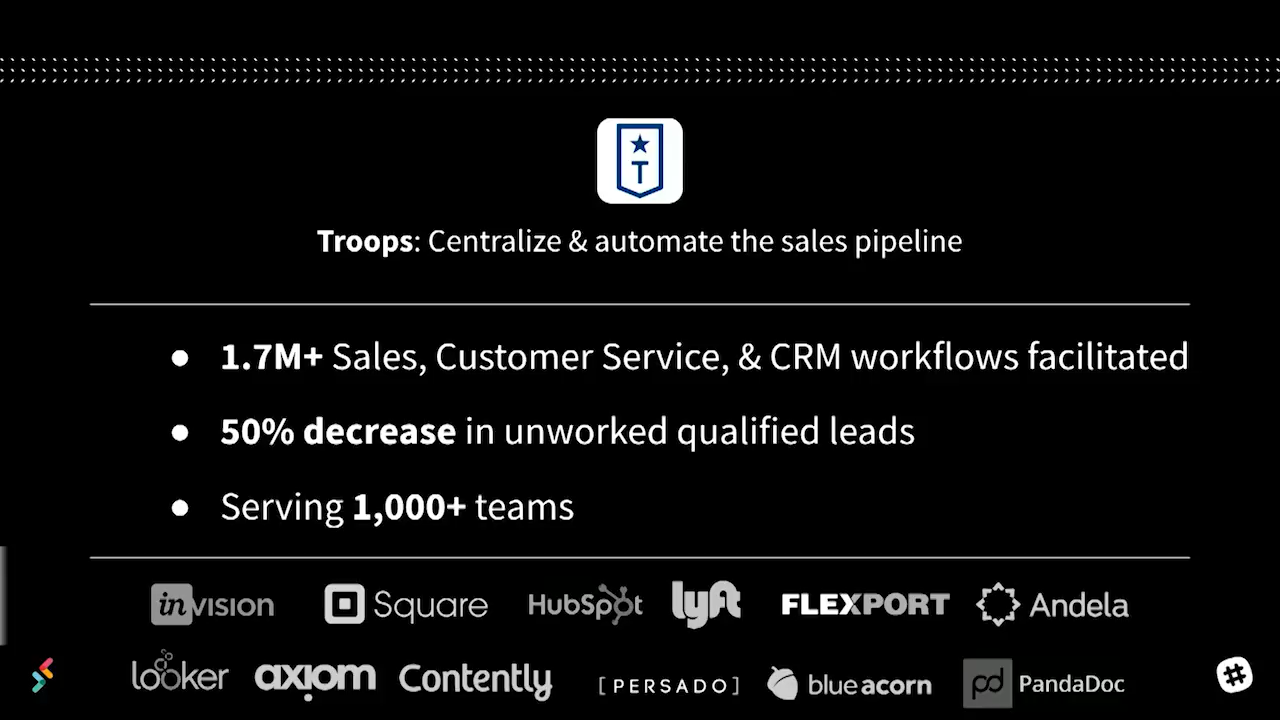 T
Troops: Centralize & automate the sales pipeline
● 1.7M+ Sales, Customer Service, & CRM workflows facilitated
● 50% decrease in unworked qualified leads
● Serving 1,000+ teams
inVISION Square HubSpot lyft FLEXPORT Andela
looker axiom Contently [PERSADO] blueacorn pd PandaDoc